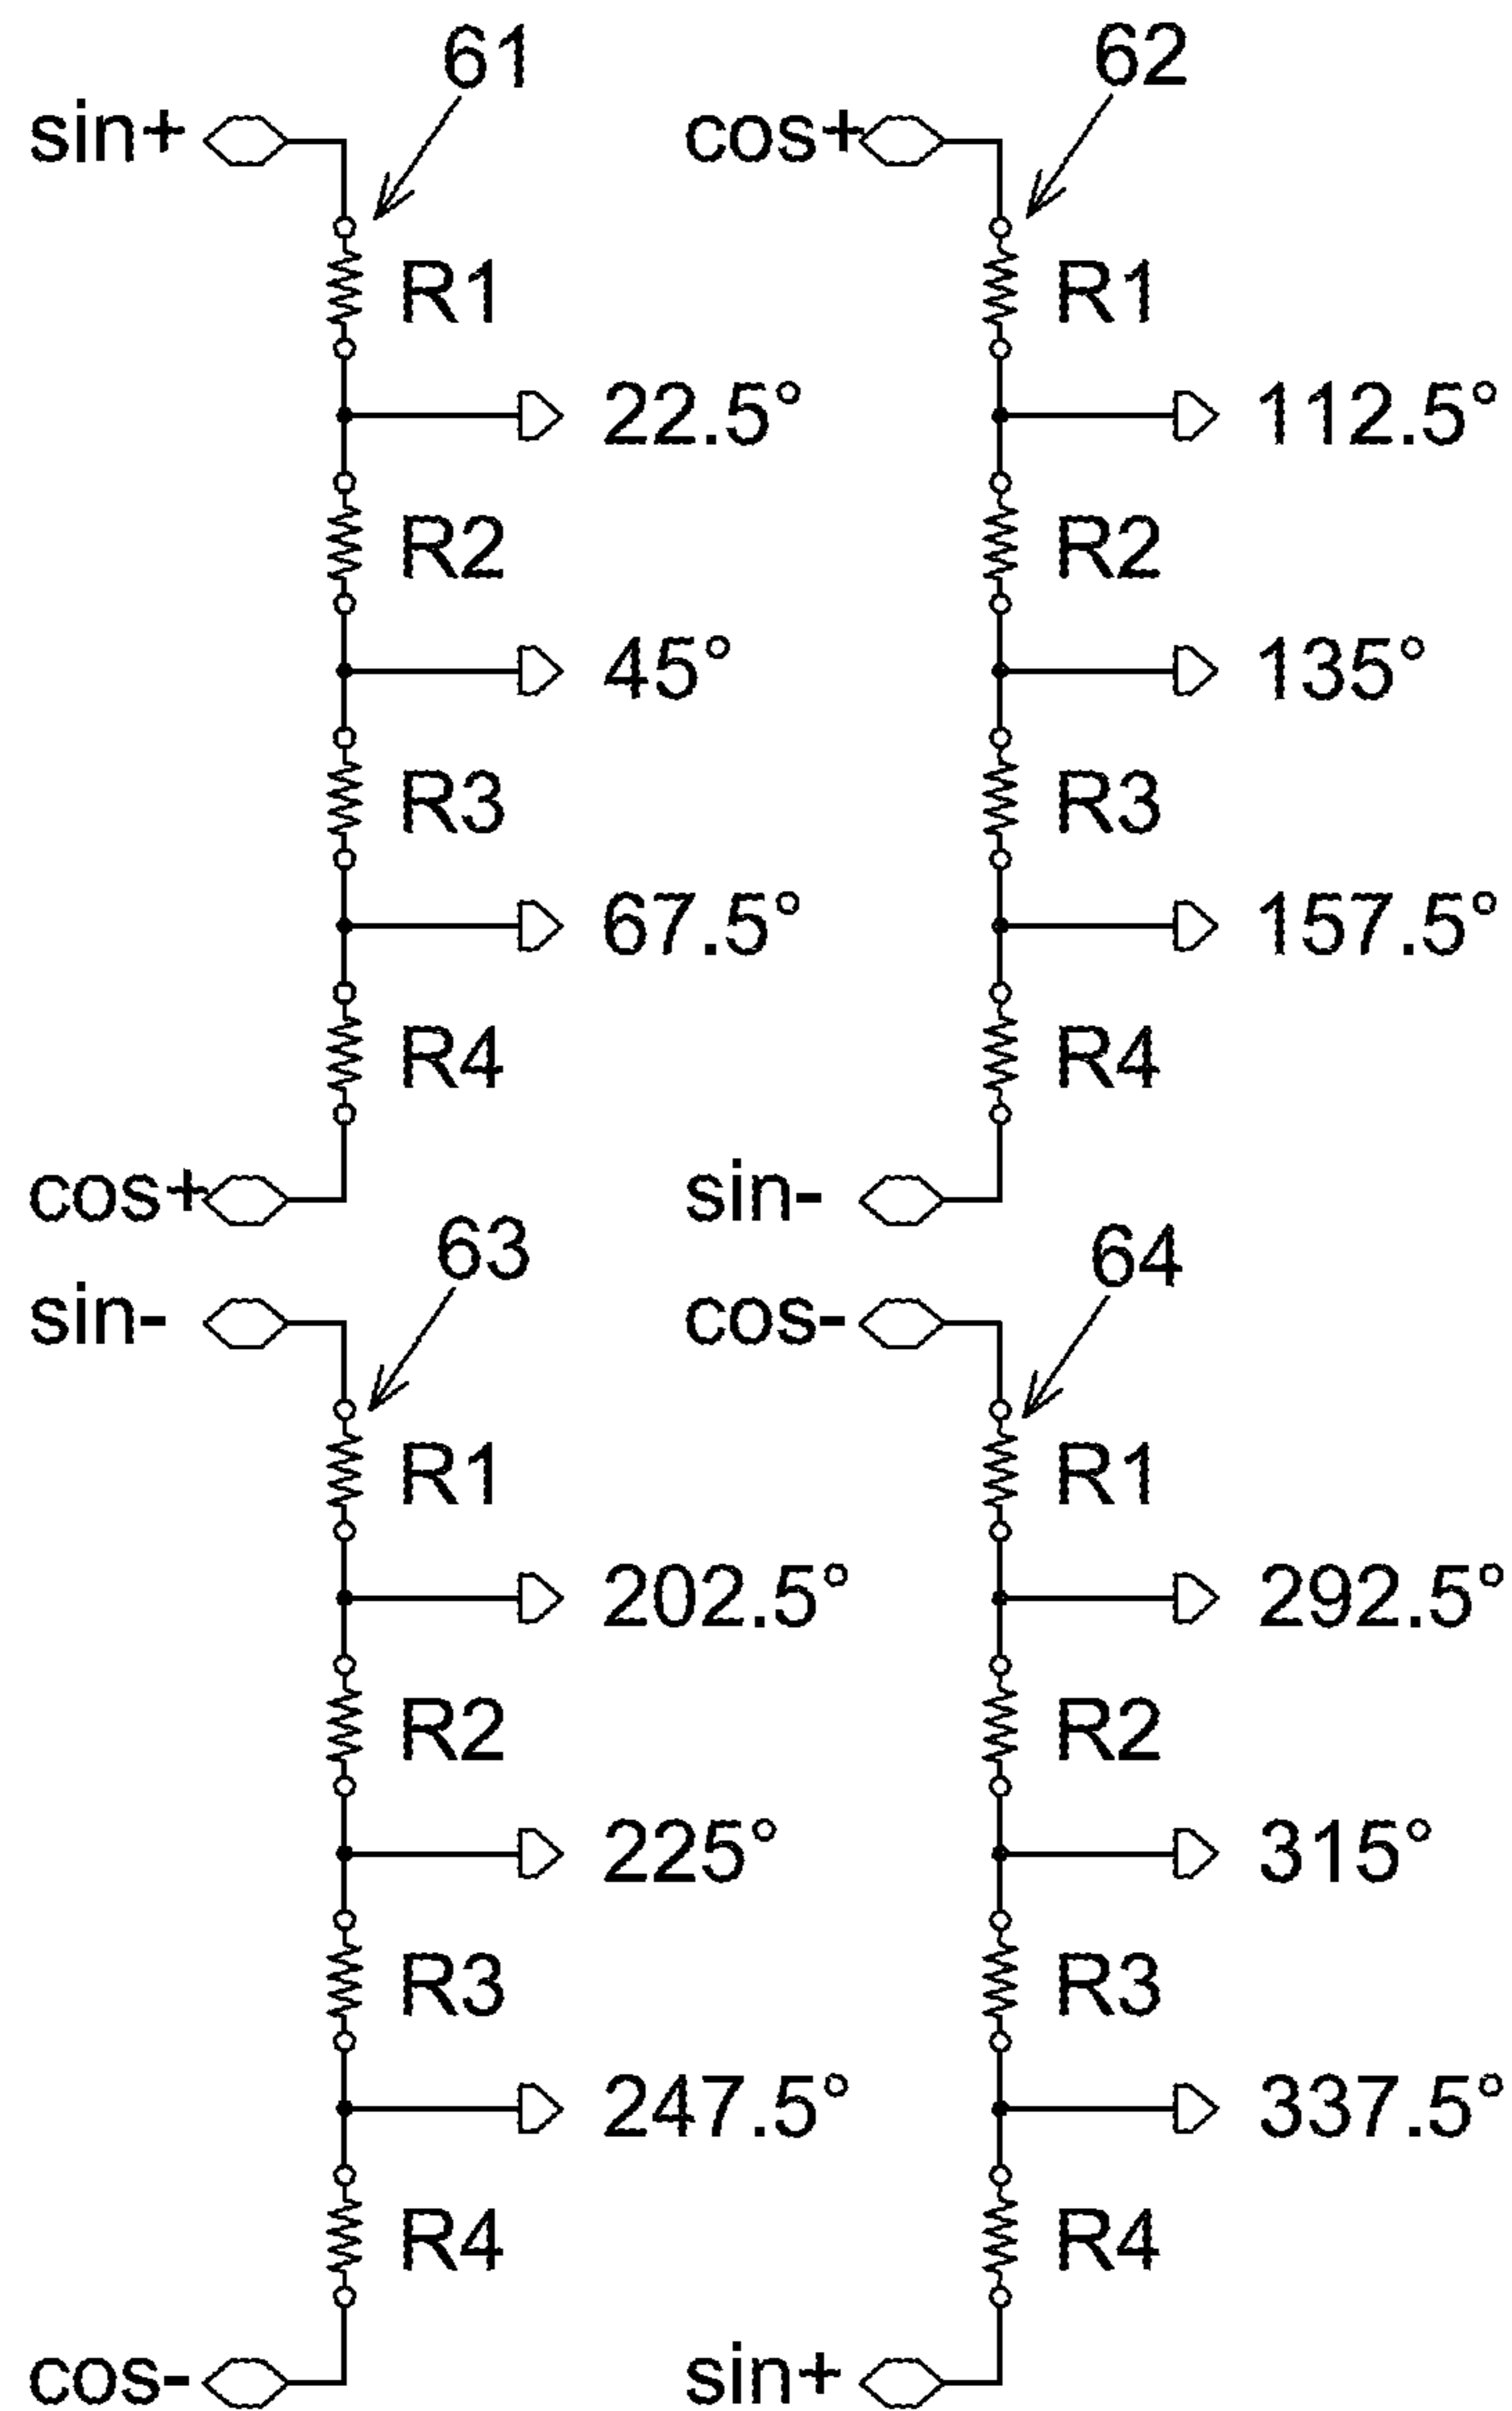 61
sin+
R1
22.5°
R2
45°
R3
67.5°
R4
cos+
62
cos+
R1
112.5°
R2
135°
R3
157.5°
R4
sin-
63
sin-
R1
202.5°
R2
225°
R3
247.5°
R4
cos-
64
cos-
R1
292.5°
R2
315°
R3
337.5°
R4
sin+